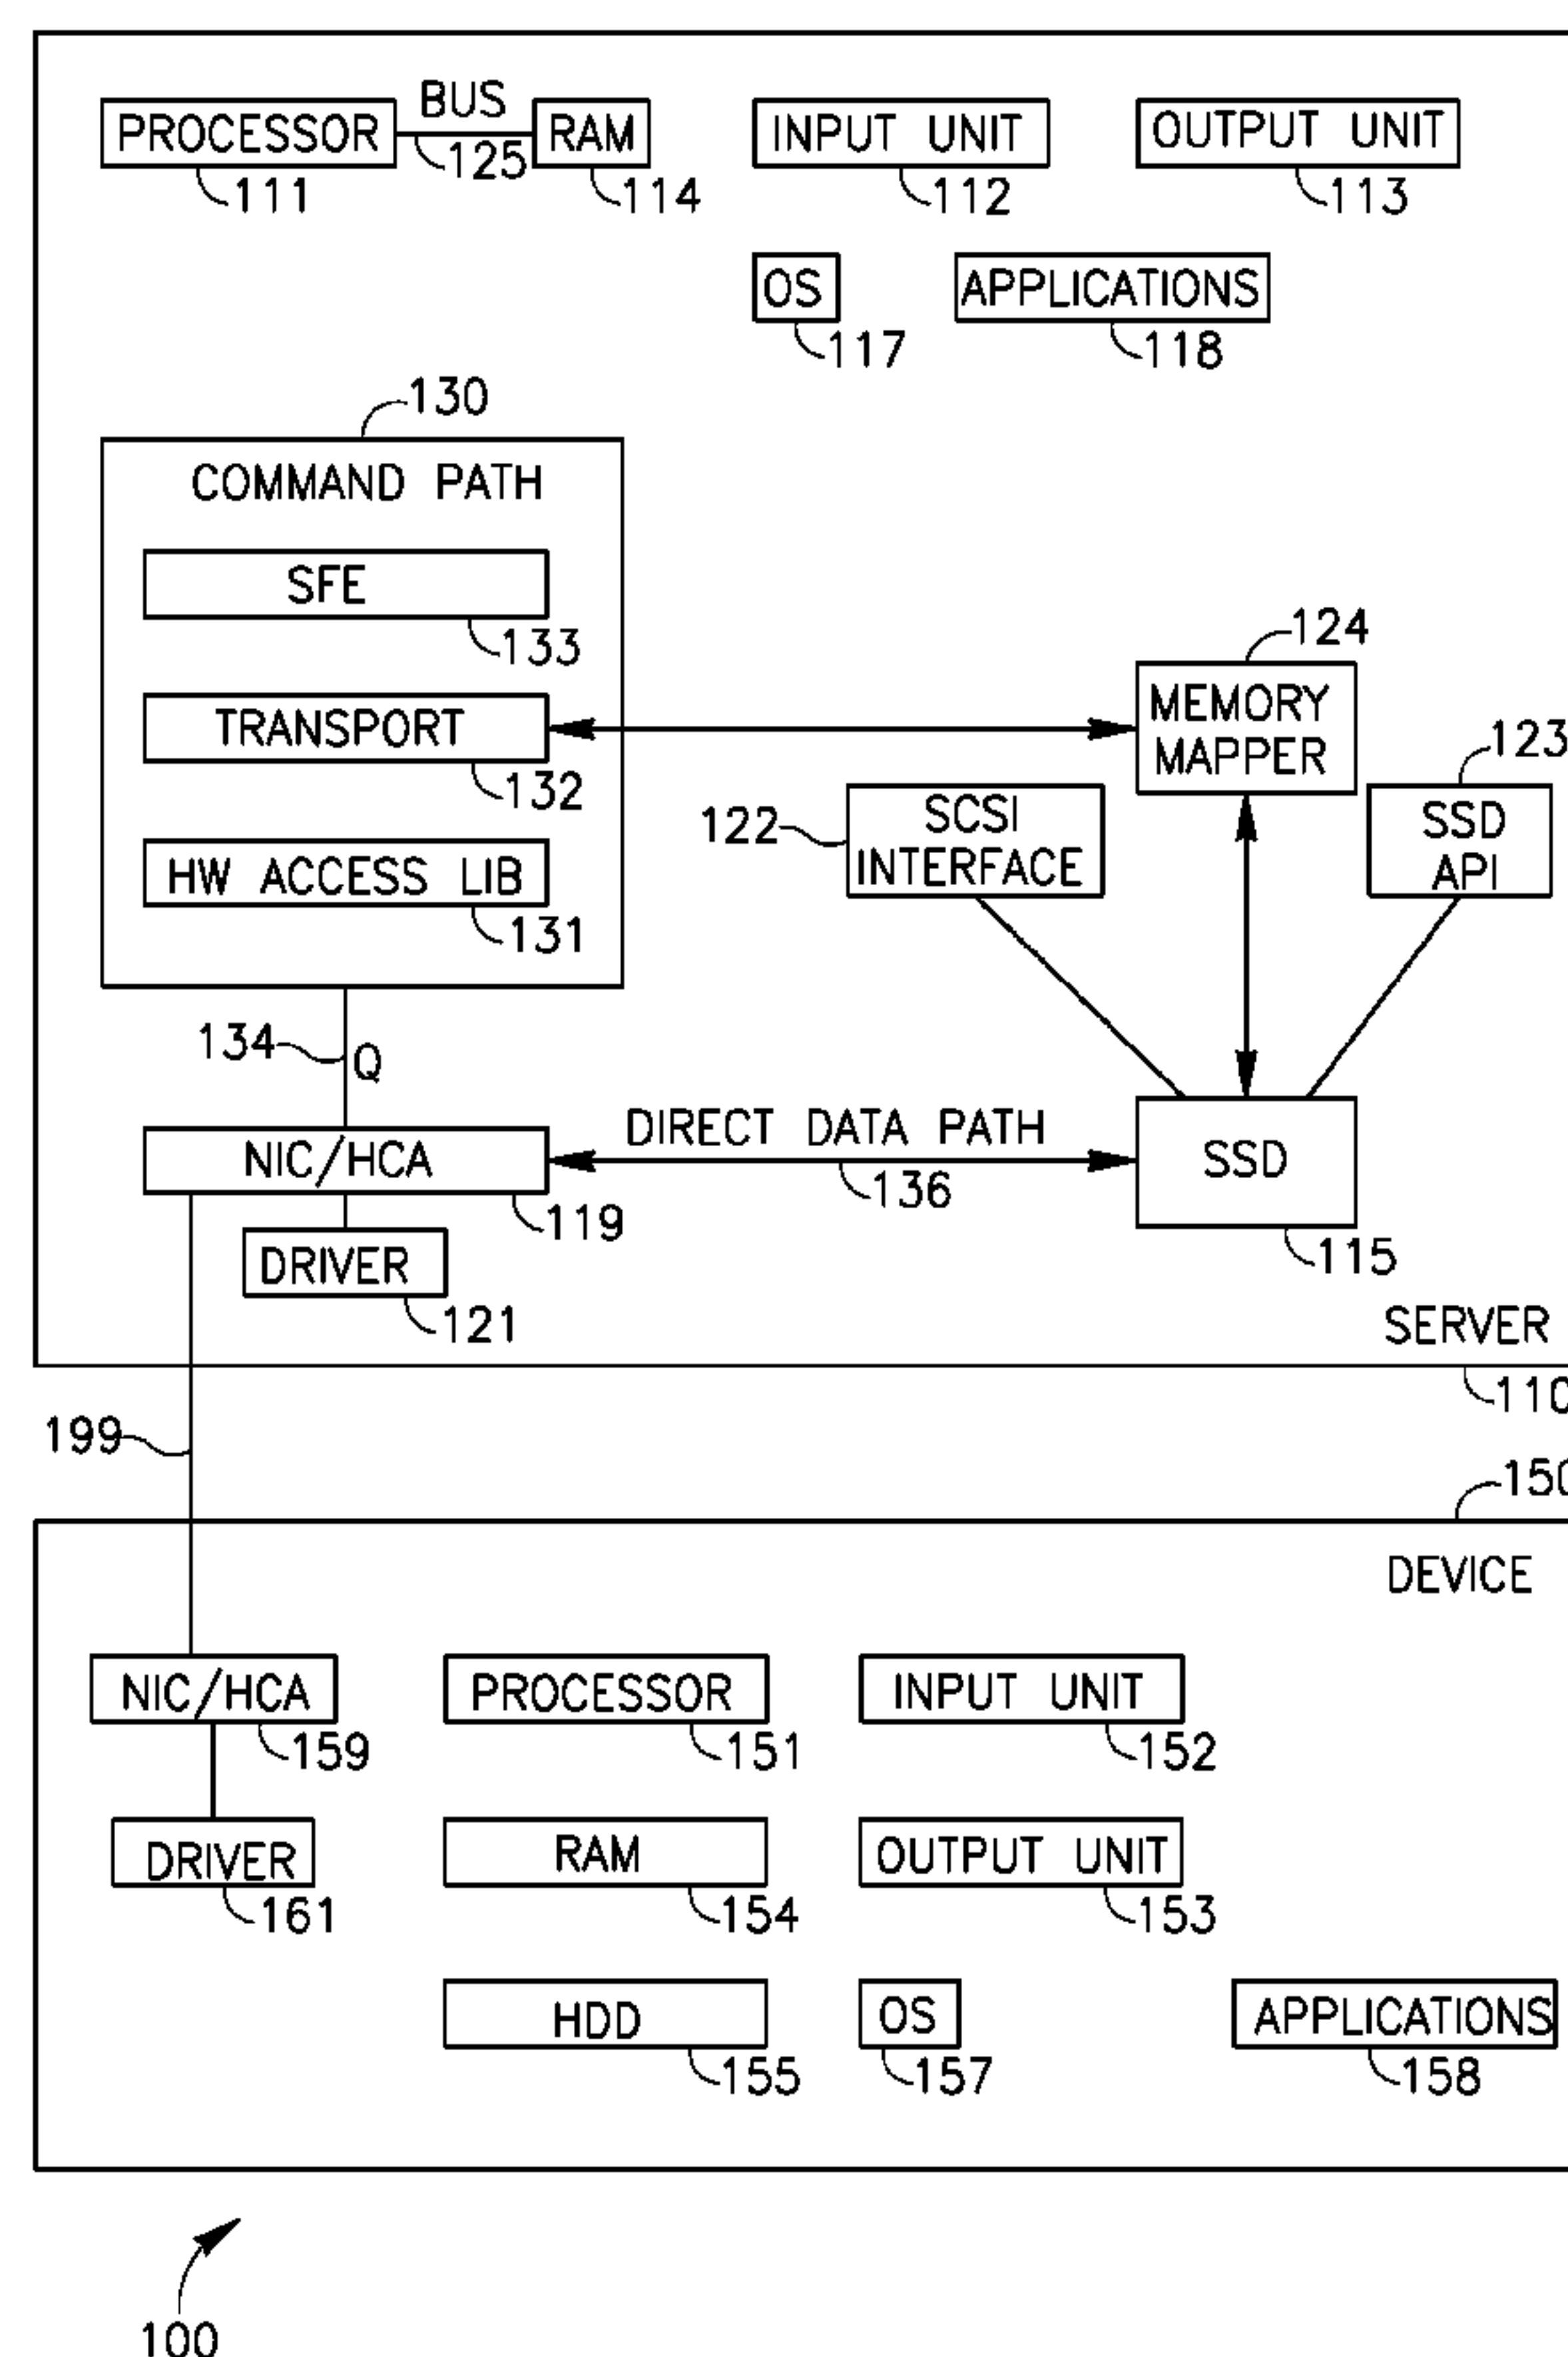 BUS
PROCESSOR
RAM
INPUT UNIT
OUTPUT UNIT
125
111
114
112
113
OS
APPLICATIONS
117
118
130
COMMAND PATH
SFE
133
TRANSPORT
132
HW ACCESS LIB
131
124
MEMORY
MAPPER
123
122
SCSI
INTERFACE
SSD
API
134
Q
DIRECT DATA PATH
NIC/HCA
136
SSD
119
115
DRIVER
121
SERVER
110
199
150
DEVICE
NIC/HCA
PROCESSOR
INPUT UNIT
159
151
152
DRIVER
RAM
OUTPUT UNIT
161
154
153
HDD
OS
APPLICATIONS
155
157
158
100